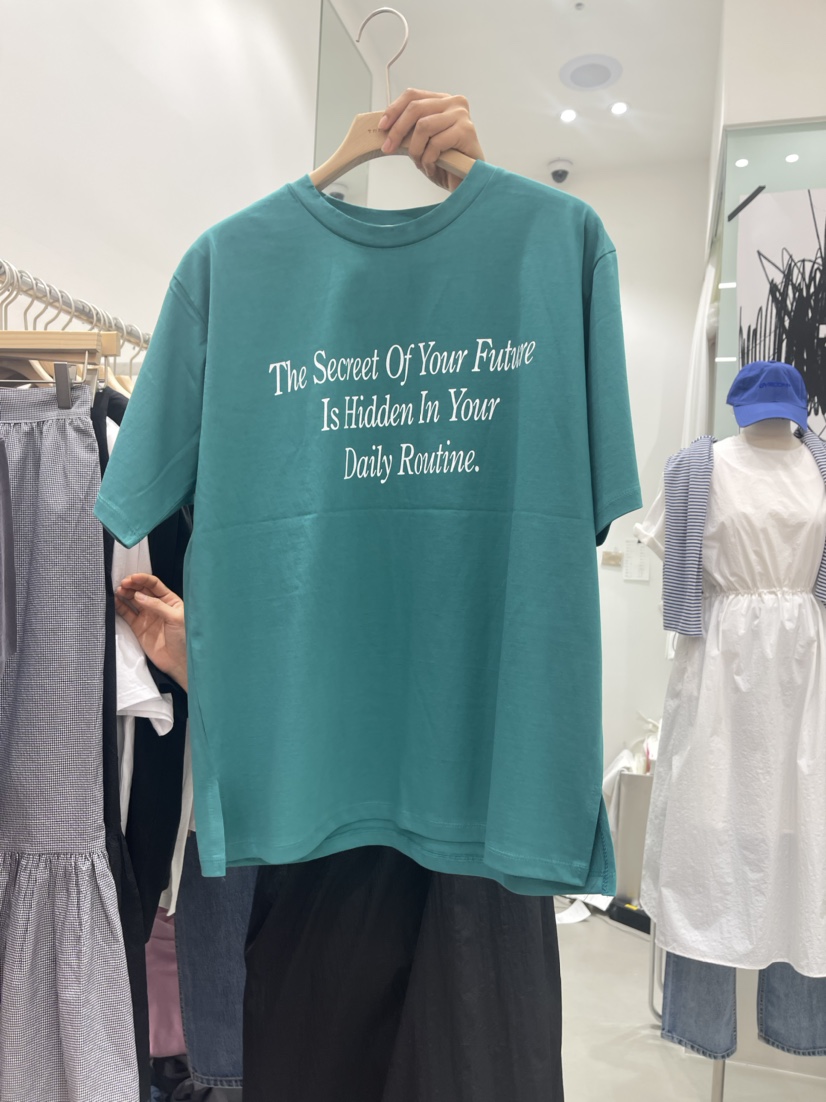 The Secreet Of Your Future
Is Hidden In Your
Daily Routine.